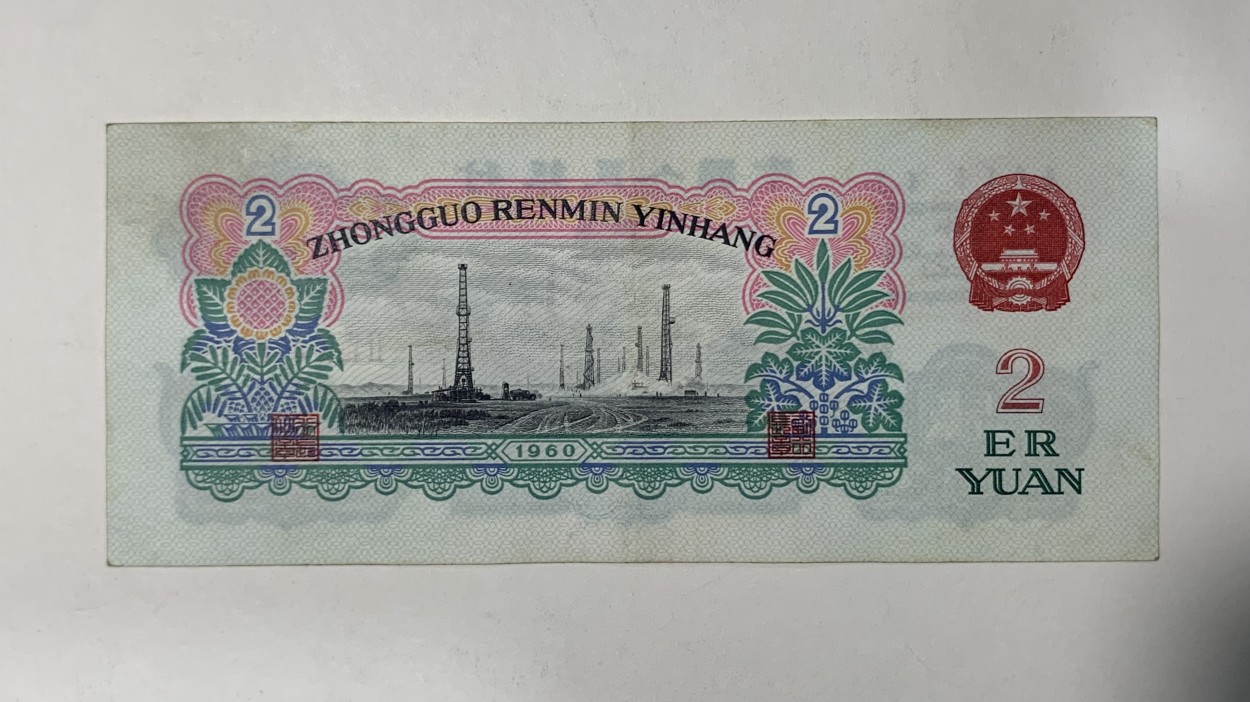 2
2
ZHONGGUO RENMIN YINHANG
2
ER
YUAN
1960